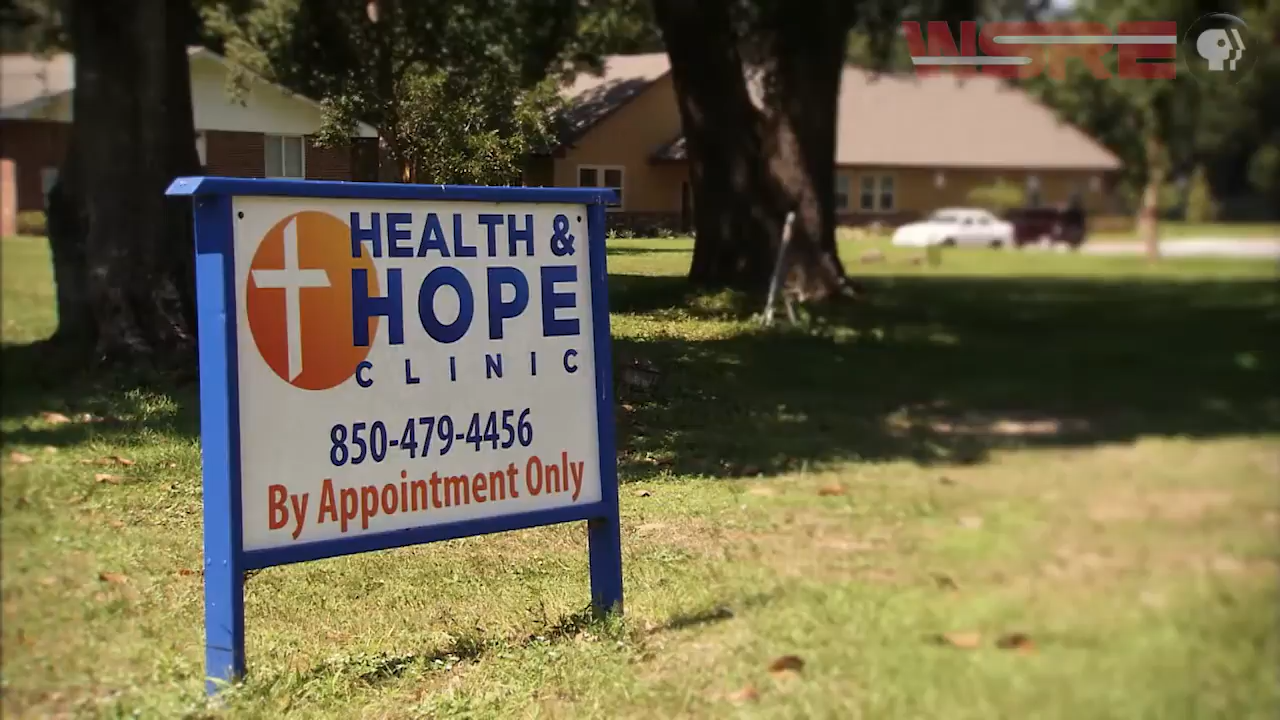 WSRE
HEALTH &
HOPE
CLINIC
850-479-4456
By Appointment Only